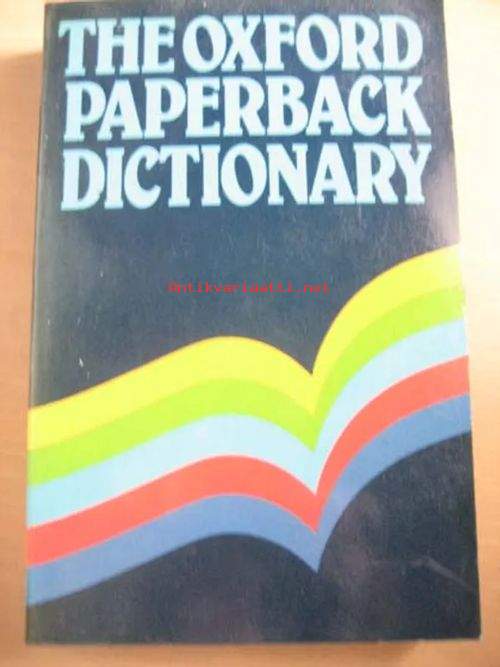 THE OXFORD
PAPERBACK
DICTIONARY
Antikvariaatti.net